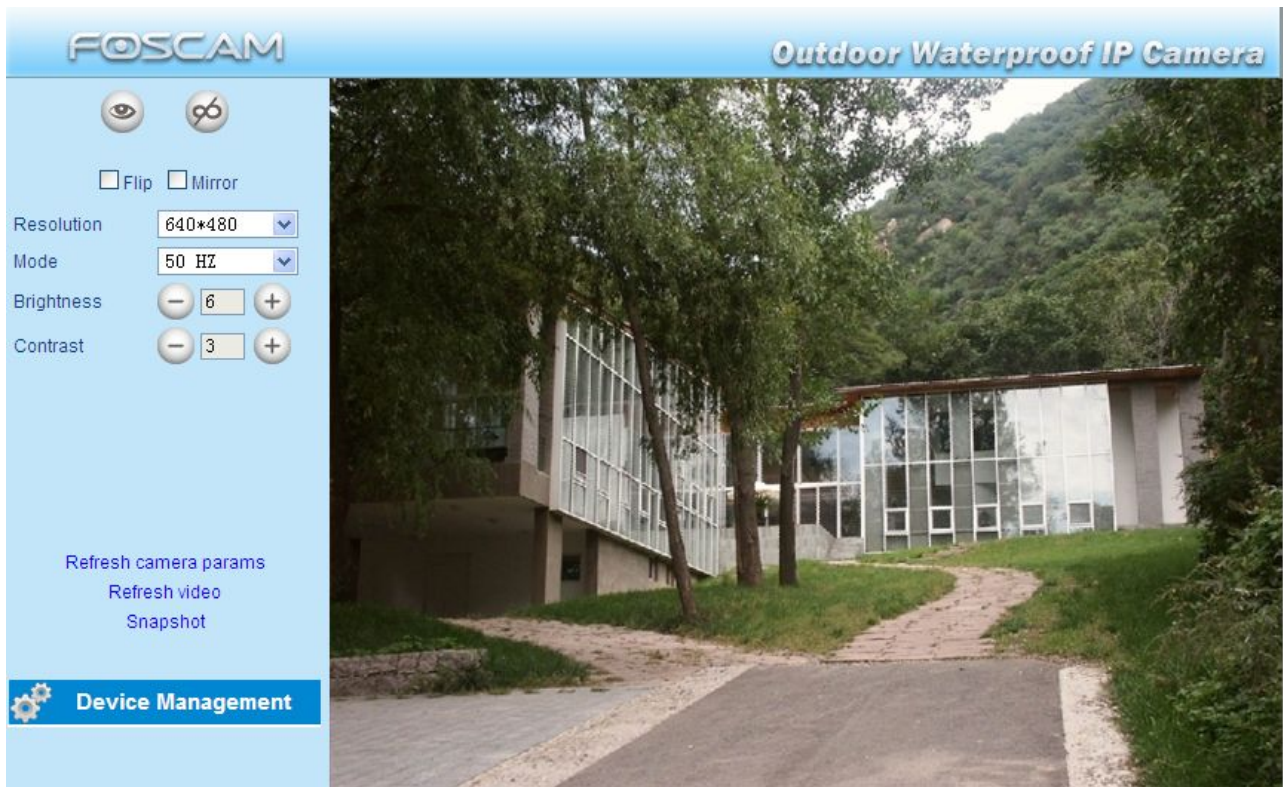 FOSCAM
Outdoor Waterproof IP Camera
Flip Mirror
Resolution 640*480
Mode 50 HZ
Brightness 6
Contrast 3
Refresh camera params
Refresh video
Snapshot
Device Management